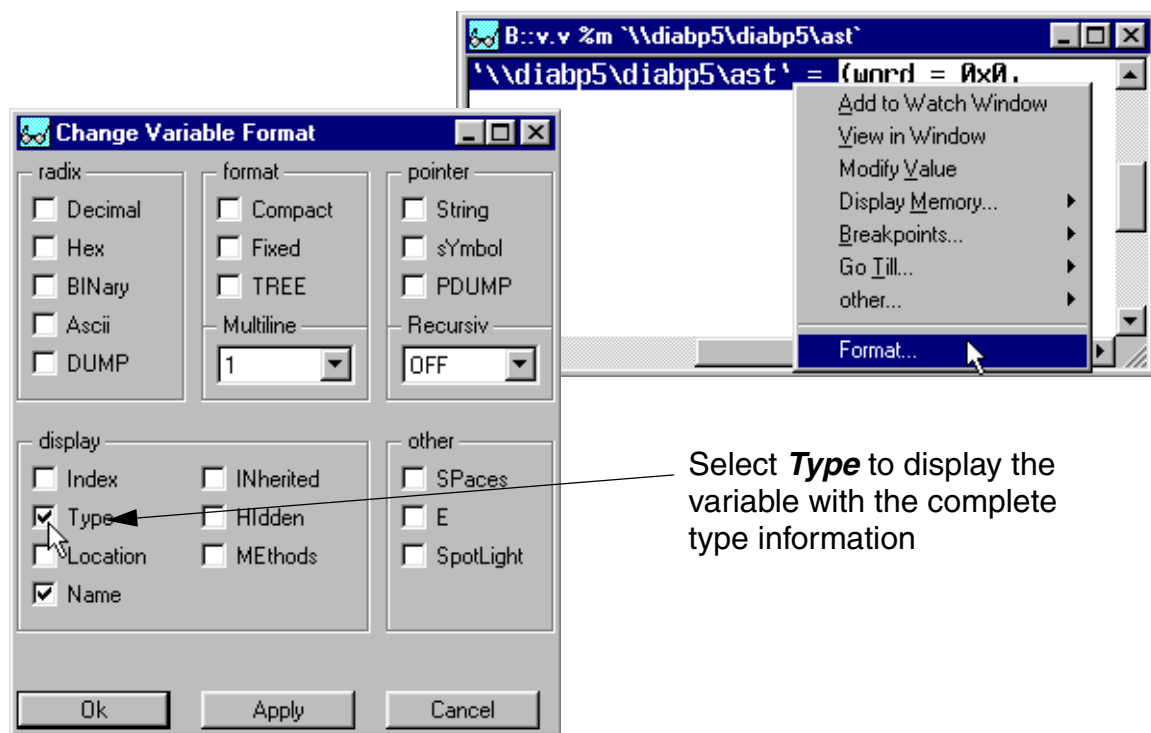 B::v.v %m `\\diabp5\diabp5\ast`
'\\diabp5\diabp5\ast' = (word = 0x0,
Add to Watch Window
View in Window
Modify Value
Display Memory...
Breakpoints...
Go Till...
other...
Format...
Change Variable Format
radix
Decimal
Hex
BINary
Ascii
DUMP
format
Compact
Fixed
TREE
Multiline
1
pointer
String
sYmbol
PDUMP
Recursiv
OFF
display
Index
Type
Location
Name
INherited
HIdden
MEthods
other
SPaces
E
SpotLight
Ok
Apply
Cancel
Select Type to display the
variable with the complete
type information